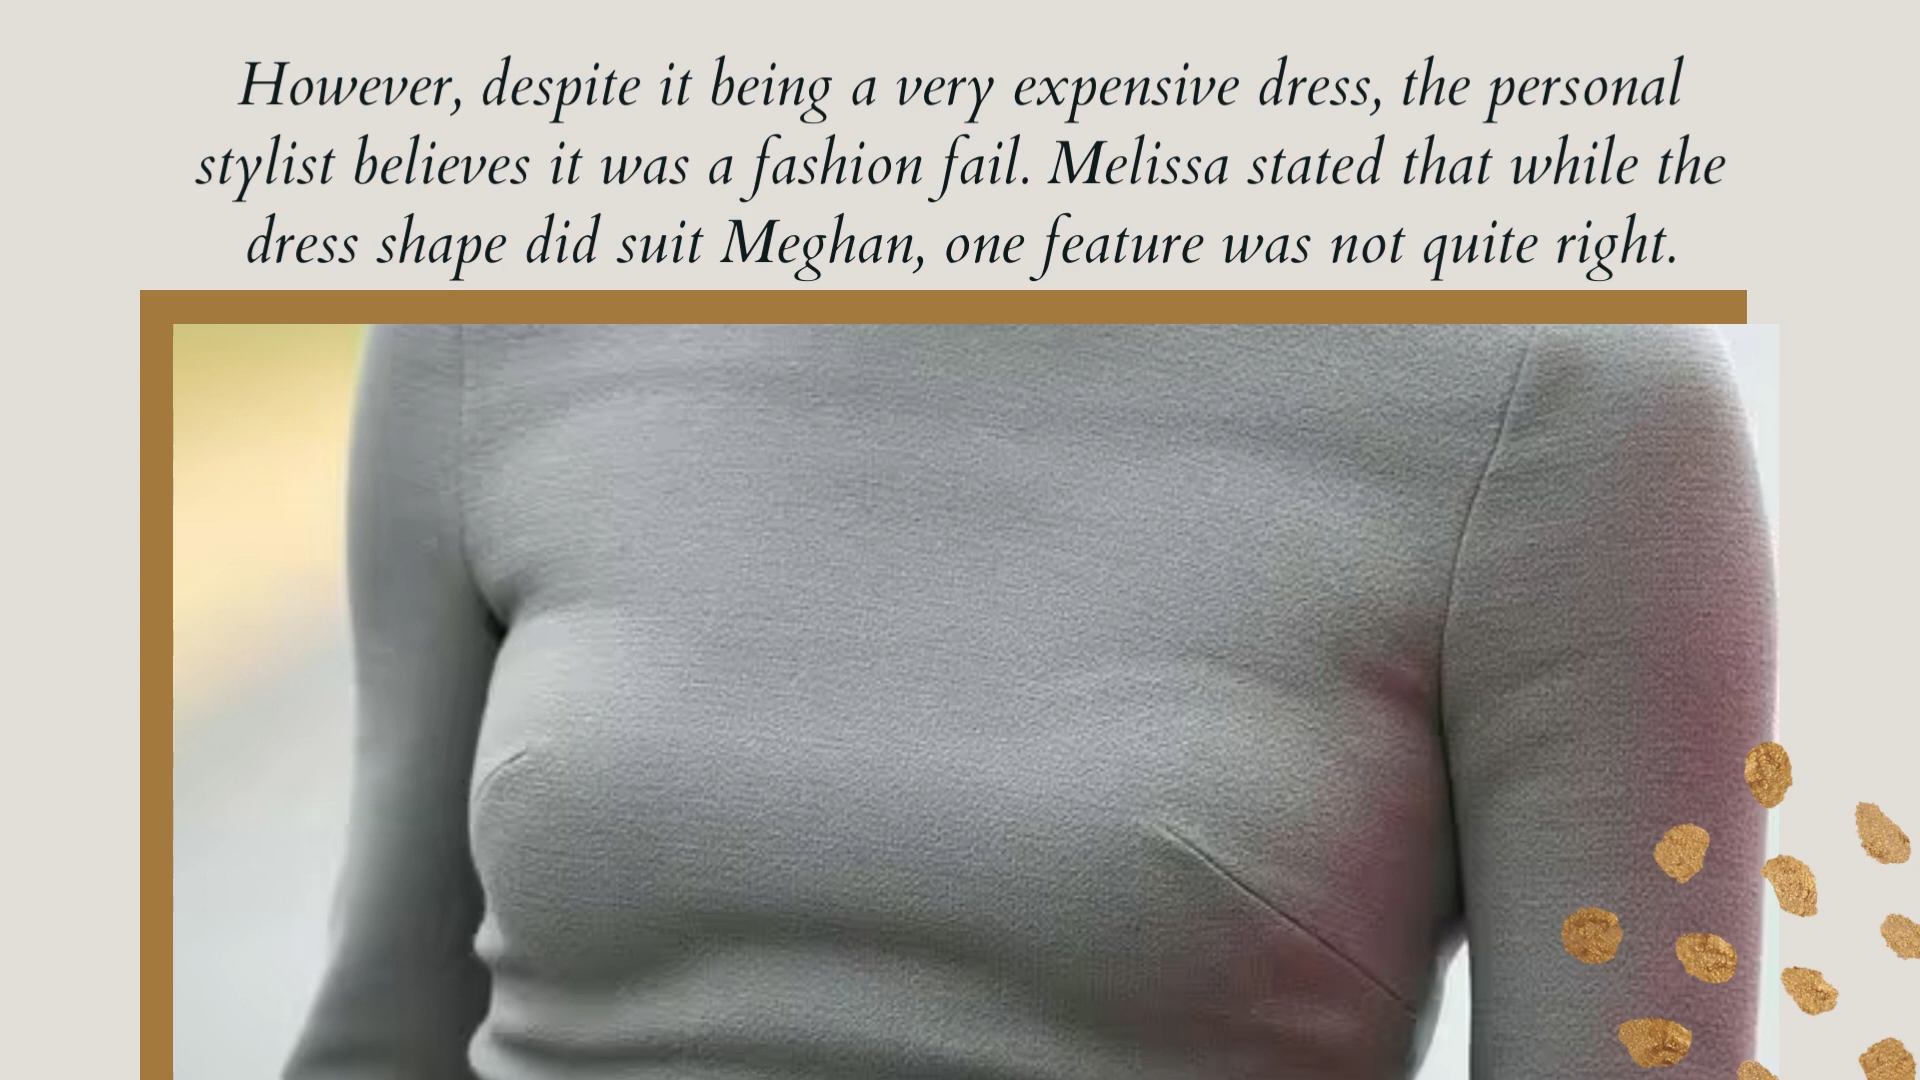 However, despite it being a very expensive dress, the personal
stylist believes it was a fashion fail. Melissa stated that while the
dress shape did suit Meghan, one feature was not quite right.